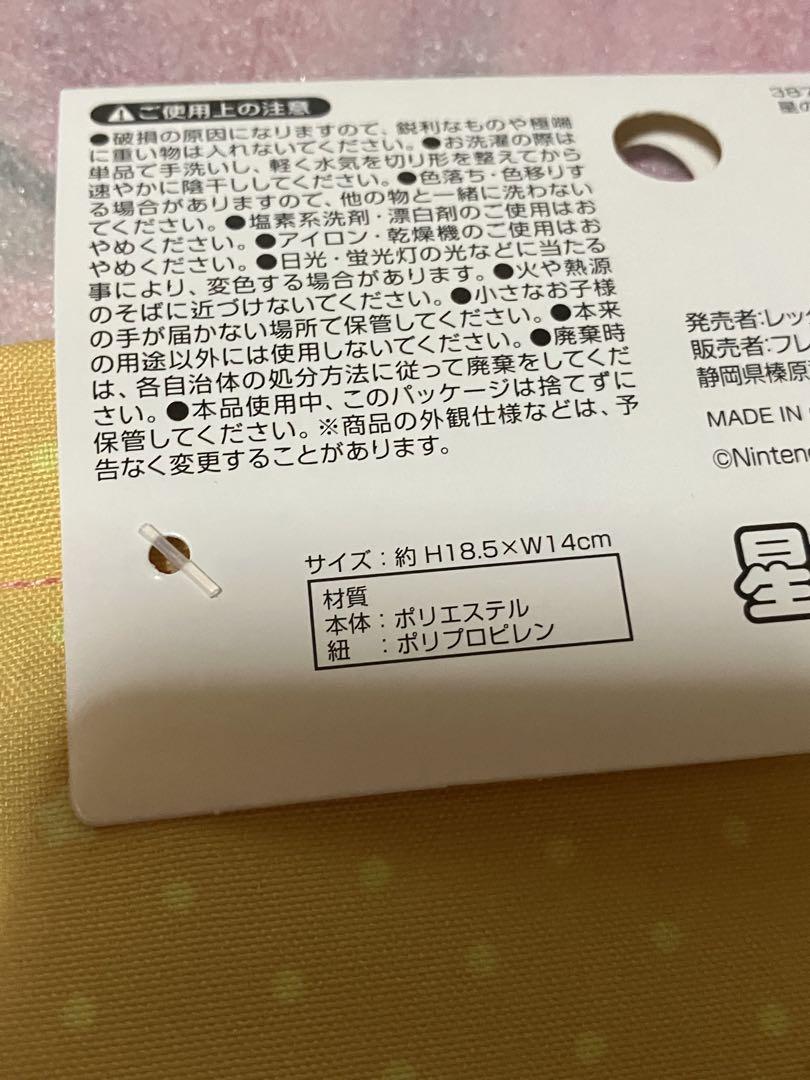 ⚠ご使用上の注意
●破損の原因になりますので、鋭利なものや極端
に重い物は入れないでください。●お洗濯の際は
単品で手洗いし、軽く水気を切り形を整えてから
速やかに陰干ししてください。●色落ち・色移りす
る場合がありますので、他の物と一緒に洗わない
でください。●塩素系洗剤・漂白剤のご使用はお
やめください。●アイロン・乾燥機のご使用はお
やめください。●日光・蛍光灯の光などに当たる
事により、変色する場合があります。●火や熱源
のそばに近づけないでください。●小さなお子様
の手が届かない場所で保管してください。●本来
の用途以外には使用しないでください。●廃棄時
は、各自治体の処分方法に従って廃棄をしてくだ
さい。●本品使用中、このパッケージは捨てずに
保管してください。※商品の外観仕様などは、予
告なく変更することがあります。
387
星の
発売者:レッ
販売者:フレ
静岡県榛原
MADE IN
©Ninten
サイズ：約 H18.5×W14cm
材質
本体：ポリエステル
紐　：ポリプロピレン
星